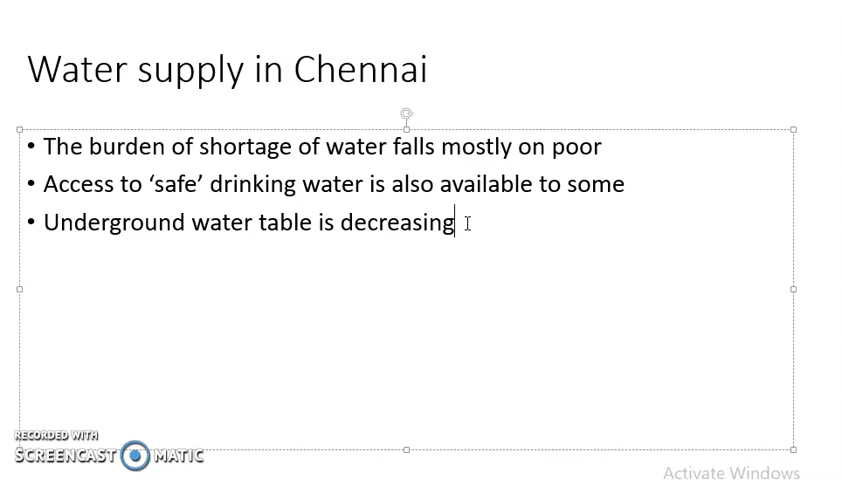 Water supply in Chennai
• The burden of shortage of water falls mostly on poor
• Access to ‘safe’ drinking water is also available to some
• Underground water table is decreasing
RECORDED WITH
SCREENCAST MATIC
Activate Windows